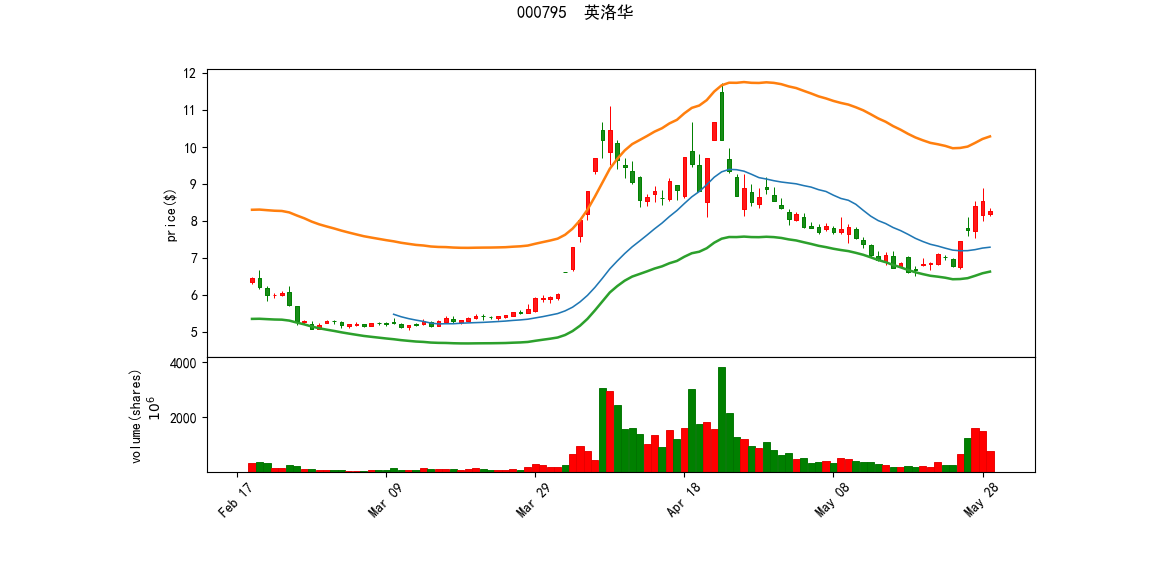 000795 英洛华
price($)
12
11
10
9
8
7
6
5
volume(shares)
10^6
4000
2000
Feb 17
Mar 09
Mar 29
Apr 18
May 08
May 28